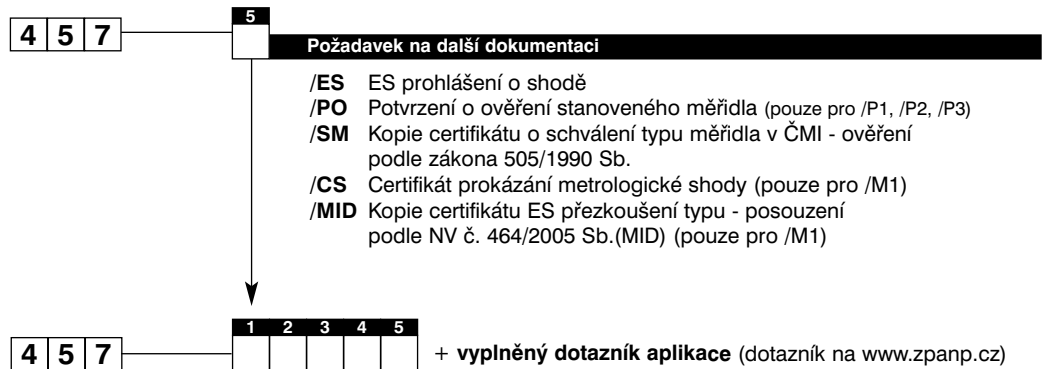 5
4 5 7
Požadavek na další dokumentaci
/ES ES prohlášení o shodě
/PO Potvrzení o ověření stanoveného měřidla (pouze pro /P1, /P2, /P3)
/SM Kopie certifikátu o schválení typu měřidla v ČMI - ověření
podle zákona 505/1990 Sb.
/CS Certifikát prokázání metrologické shody (pouze pro /M1)
/MID Kopie certifikátu ES přezkoušení typu - posouzení
podle NV č. 464/2005 Sb.(MID) (pouze pro /M1)
1 2 3 4 5
4 5 7 + vyplněný dotazník aplikace (dotazník na www.zpanp.cz)